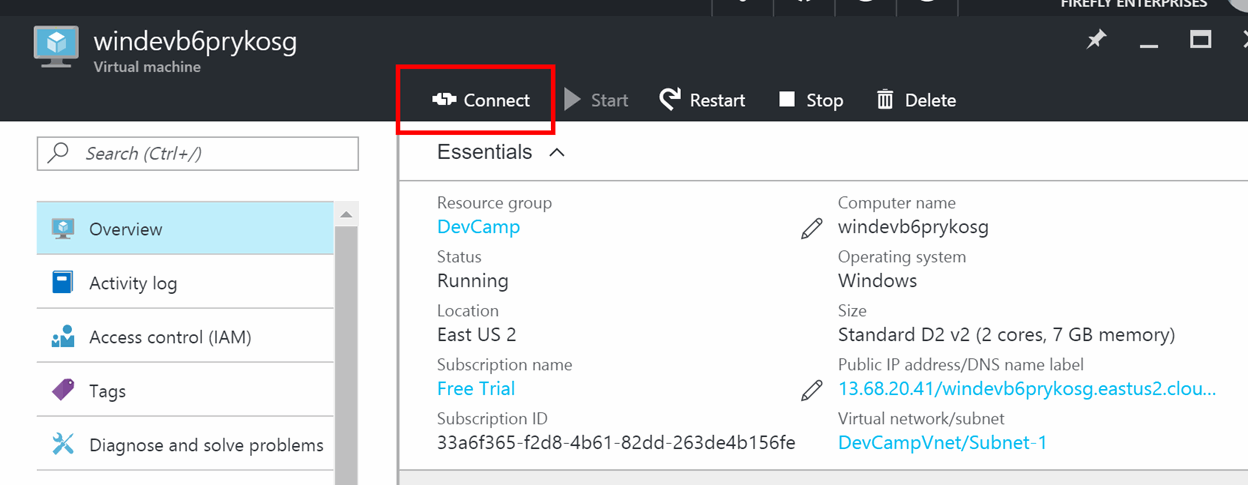 FIREFLY ENTERPRISES
windevb6prykosg
Virtual machine
Connect Start Restart Stop Delete
Search (Ctrl+/)
Overview
Activity log
Access control (IAM)
Tags
Diagnose and solve problems
Essentials
Resource group
DevCamp
Status
Running
Location
East US 2
Subscription name
Free Trial
Subscription ID
33a6f365-f2d8-4b61-82dd-263de4b156fe
Computer name
windevb6prykosg
Operating system
Windows
Size
Standard D2 v2 (2 cores, 7 GB memory)
Public IP address/DNS name label
13.68.20.41/windevb6prykosg.eastus2.clou...
Virtual network/subnet
DevCampVnet/Subnet-1